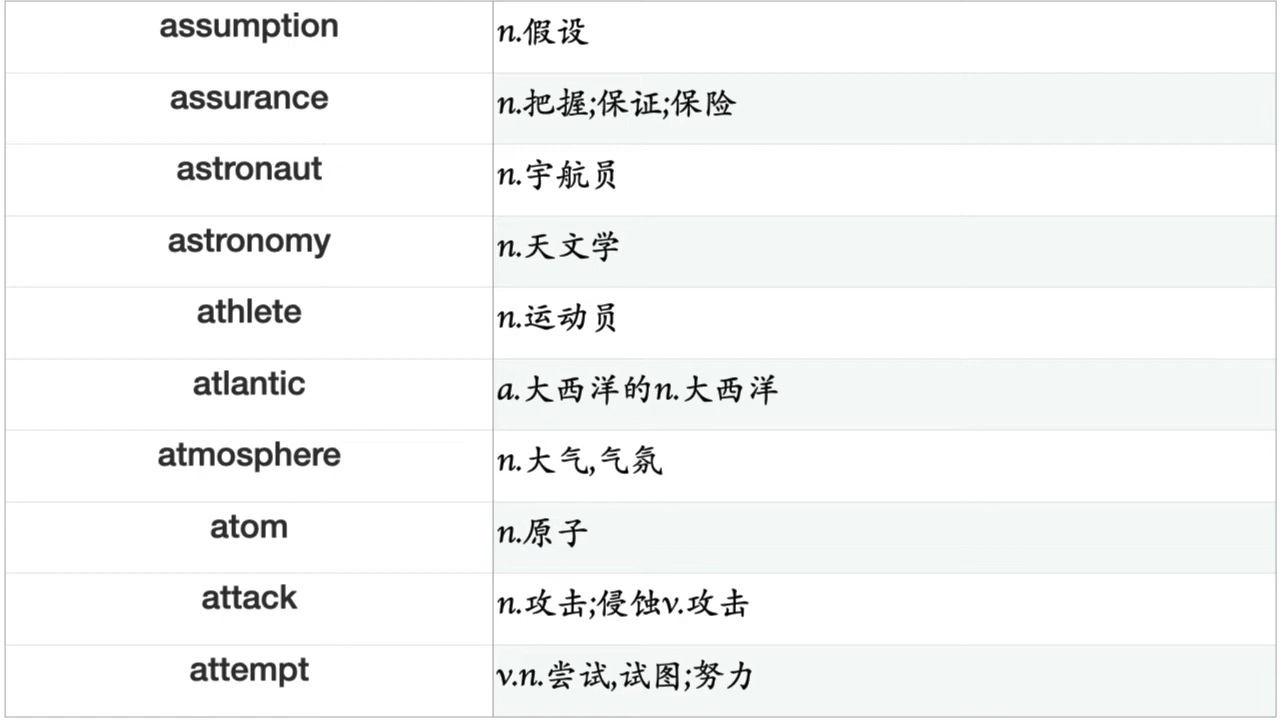 assumption n.假设
assurance n.把握;保证;保险
astronaut n.宇航员
astronomy n.天文学
athlete n.运动员
atlantic a.大西洋的n.大西洋
atmosphere n.大气,气氛
atom n.原子
attack n.攻击;侵蚀v.攻击
attempt v.n.尝试,试图;努力